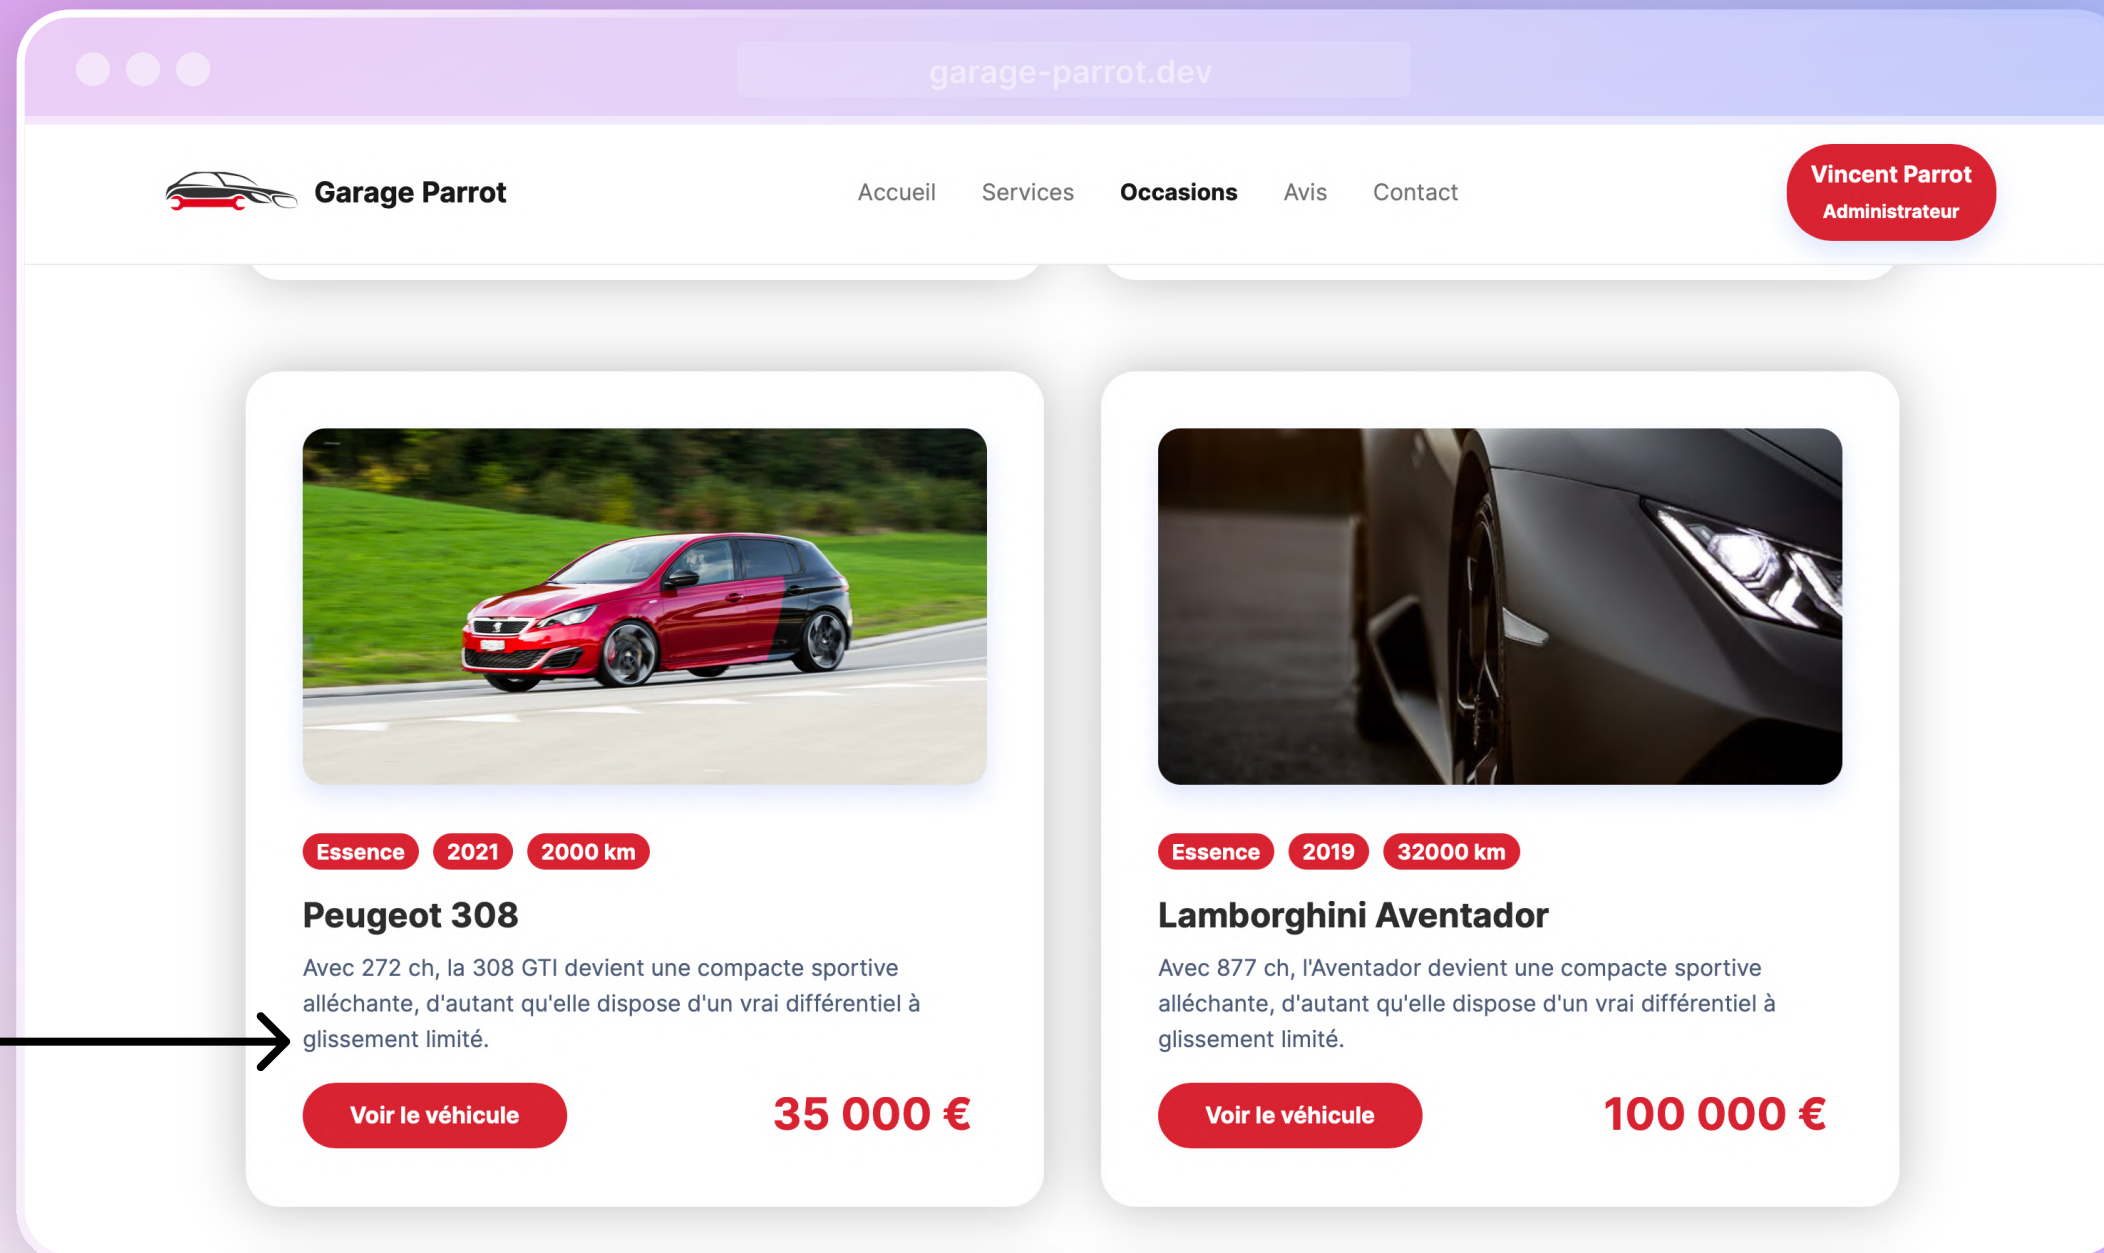 garage-parrot.dev
Garage Parrot
Accueil Services Occasions Avis Contact
Vincent Parrot
Administrateur
Essence 2021 2000 km
Peugeot 308
Avec 272 ch, la 308 GTI devient une compacte sportive
alléchante, d'autant qu'elle dispose d'un vrai différentiel à
glissement limité.
Voir le véhicule 35 000 €
Essence 2019 32000 km
Lamborghini Aventador
Avec 877 ch, l'Aventador devient une compacte sportive
alléchante, d'autant qu'elle dispose d'un vrai différentiel à
glissement limité.
Voir le véhicule 100 000 €